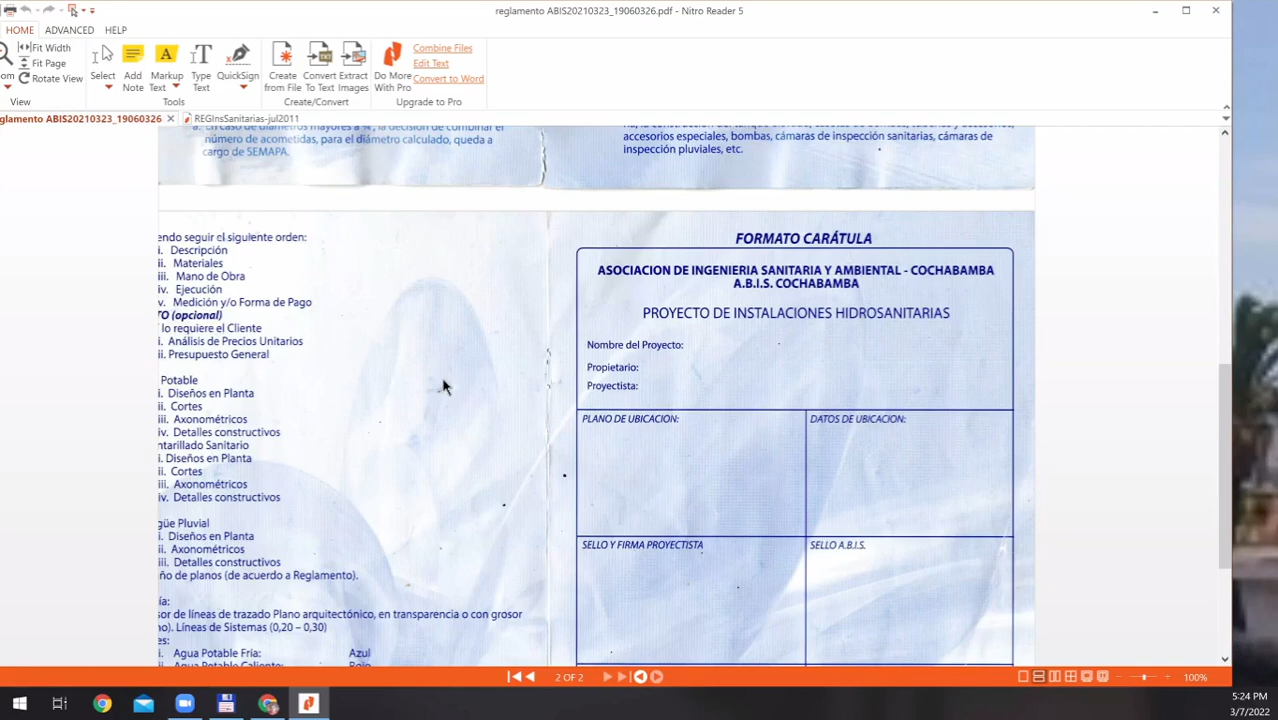 reglamento ABIS20210323_19060326.pdf - Nitro Reader 5
HOME ADVANCED HELP
Fit Width
Fit Page
Rotate View
Select
Add Note
Markup Text
Type Text
QuickSign
Create from File
Convert To Text
Extract Images
Do More With Pro
Combine Files
Edit Text
Convert to Word
View
Tools
Create/Convert
Upgrade to Pro
glamento ABIS20210323_19060326
REGInsSanitarias-jul2011
número de acometidas, para el diámetro calculado, queda a
cargo de SEMAPA.
accesorios especiales, bombas, cámaras de inspección sanitarias, cámaras de
inspección pluviales, etc.
endo seguir el siguiente orden:
i. Descripción
ii. Materiales
iii. Mano de Obra
iv. Ejecución
v. Medición y/o Forma de Pago
TO (opcional)
lo requiere el Cliente
i. Análisis de Precios Unitarios
ii. Presupuesto General
Potable
i. Diseños en Planta
ii. Cortes
iii. Axonométricos
iv. Detalles constructivos
ntarillado Sanitario
i. Diseños en Planta
ii. Cortes
iii. Axonométricos
iv. Detalles constructivos
güe Pluvial
i. Diseños en Planta
ii. Axonométricos
iii. Detalles constructivos
ño de planos (de acuerdo a Reglamento).
ía:
sor de líneas de trazado Plano arquitectónico, en transparencia o con grosor
no). Líneas de Sistemas (0,20 – 0,30)
es:
i. Agua Potable Fría: Azul
ii. Agua Potable Caliente: Rojo
FORMATO CARÁTULA
ASOCIACION DE INGENIERIA SANITARIA Y AMBIENTAL - COCHABAMBA
A.B.I.S. COCHABAMBA
PROYECTO DE INSTALACIONES HIDROSANITARIAS
Nombre del Proyecto:
Propietario:
Proyectista:
PLANO DE UBICACION:
DATOS DE UBICACION:
SELLO Y FIRMA PROYECTISTA
SELLO A.B.I.S.
2 OF 2
100%
5:24 PM
3/7/2022